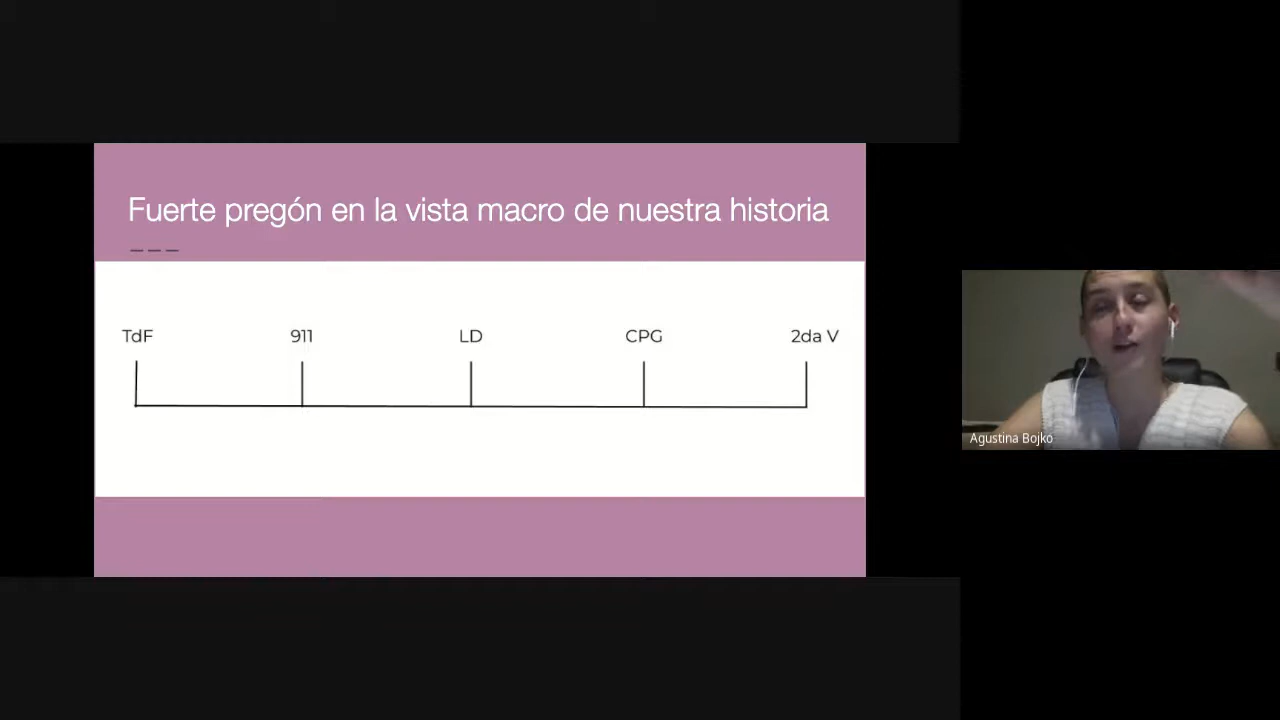 Fuerte pregón en la vista macro de nuestra historia
TdF 911 LD CPG 2da V
Agustina Bojko